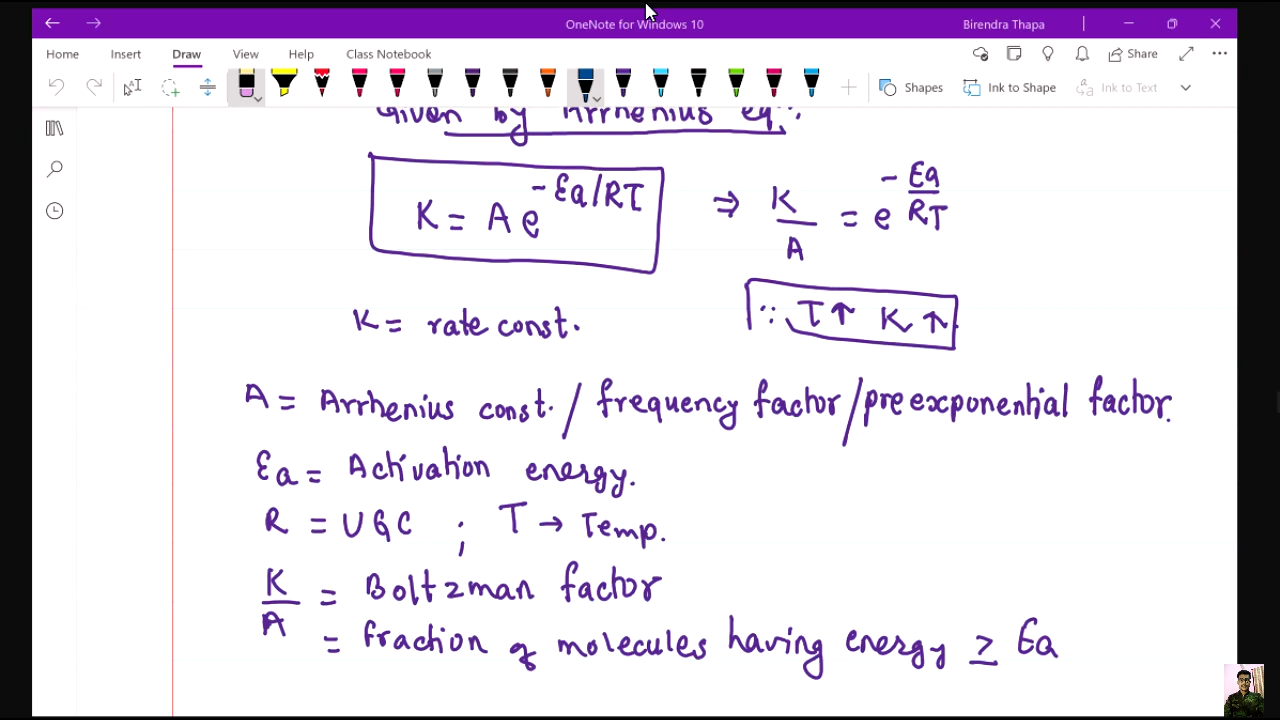 OneNote for Windows 10
Birendra Thapa
Home Insert Draw View Help Class Notebook
Share
Shapes Ink to Shape Ink to Text
Given by Arrhenius eqⁿ.
K = A e^-Ea/RT ⇒ K/A = e^-Ea/RT
K = rate const.
∵ T↑ K↑
A = Arrhenius const. / frequency factor / preexponential factor.
Ea = Activation energy.
R = UGC ; T → Temp.
K/A = Boltzman factor
= fraction of molecules having energy ≥ Ea